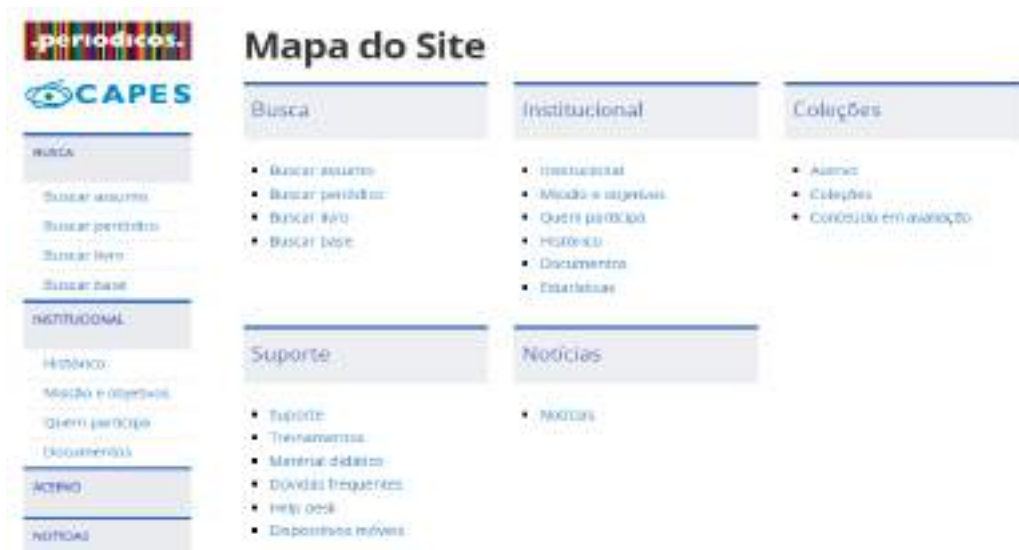 .periodicos.
CAPES
BUSCA
Buscar assunto
Buscar periódico
Buscar livro
Buscar base
INSTITUCIONAL
Histórico
Missão e objetivos
Quem participa
Documentos
ACERVO
NOTÍCIAS
Mapa do Site
Busca
Buscar assunto
Buscar periódico
Buscar livro
Buscar base
Institucional
Institucional
Missão e objetivos
Quem participa
Histórico
Documentos
Estatísticas
Coleções
Acervo
Coleções
Conteúdo em avaliação
Suporte
Suporte
Treinamentos
Material didático
Dúvidas frequentes
Help desk
Dispositivos móveis
Notícias
Notícias